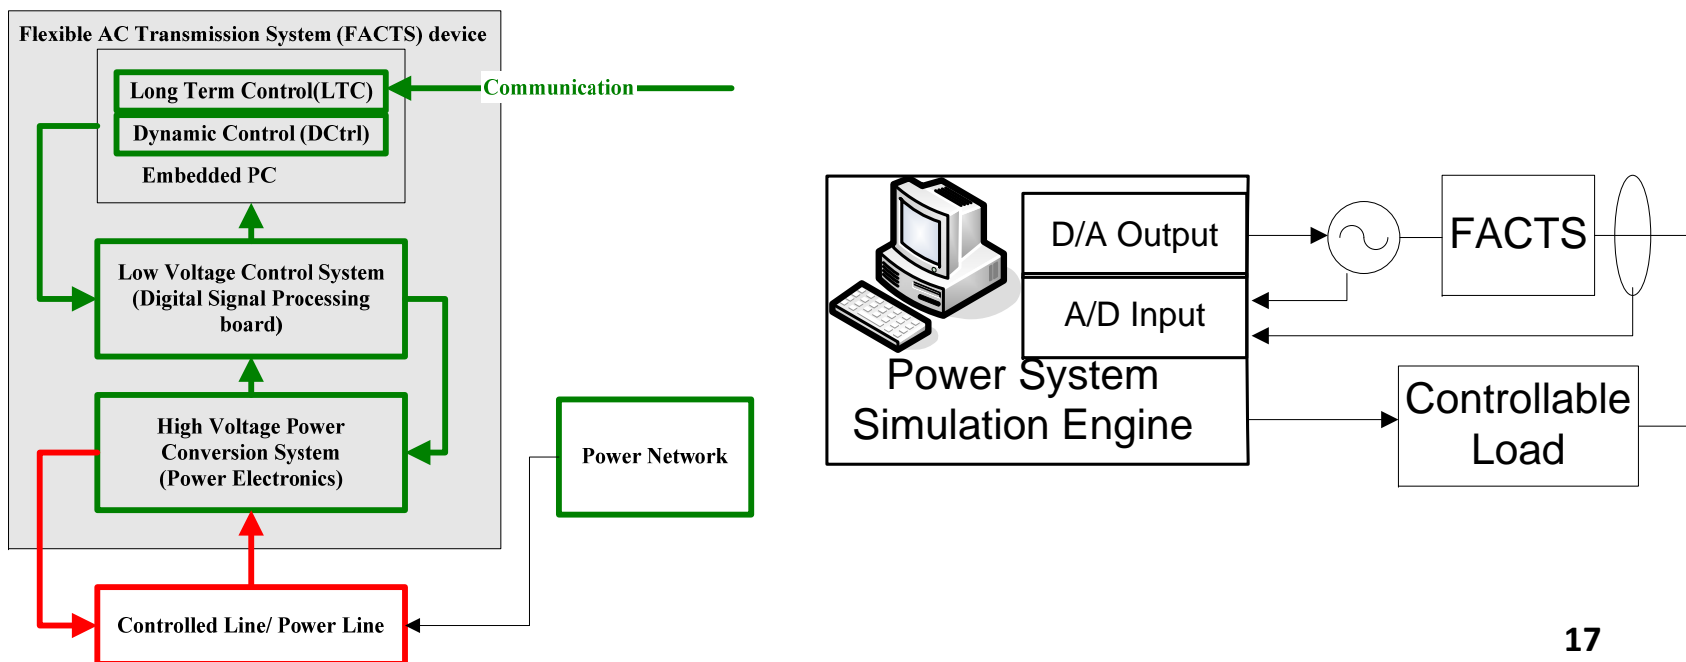 Flexible AC Transmission System (FACTS) device
Long Term Control(LTC)
Communication
Dynamic Control (DCtrl)
Embedded PC
Low Voltage Control System
(Digital Signal Processing
board)
High Voltage Power
Conversion System
(Power Electronics)
Power Network
Controlled Line/ Power Line
D/A Output
A/D Input
Power System
Simulation Engine
FACTS
Controllable
Load
17